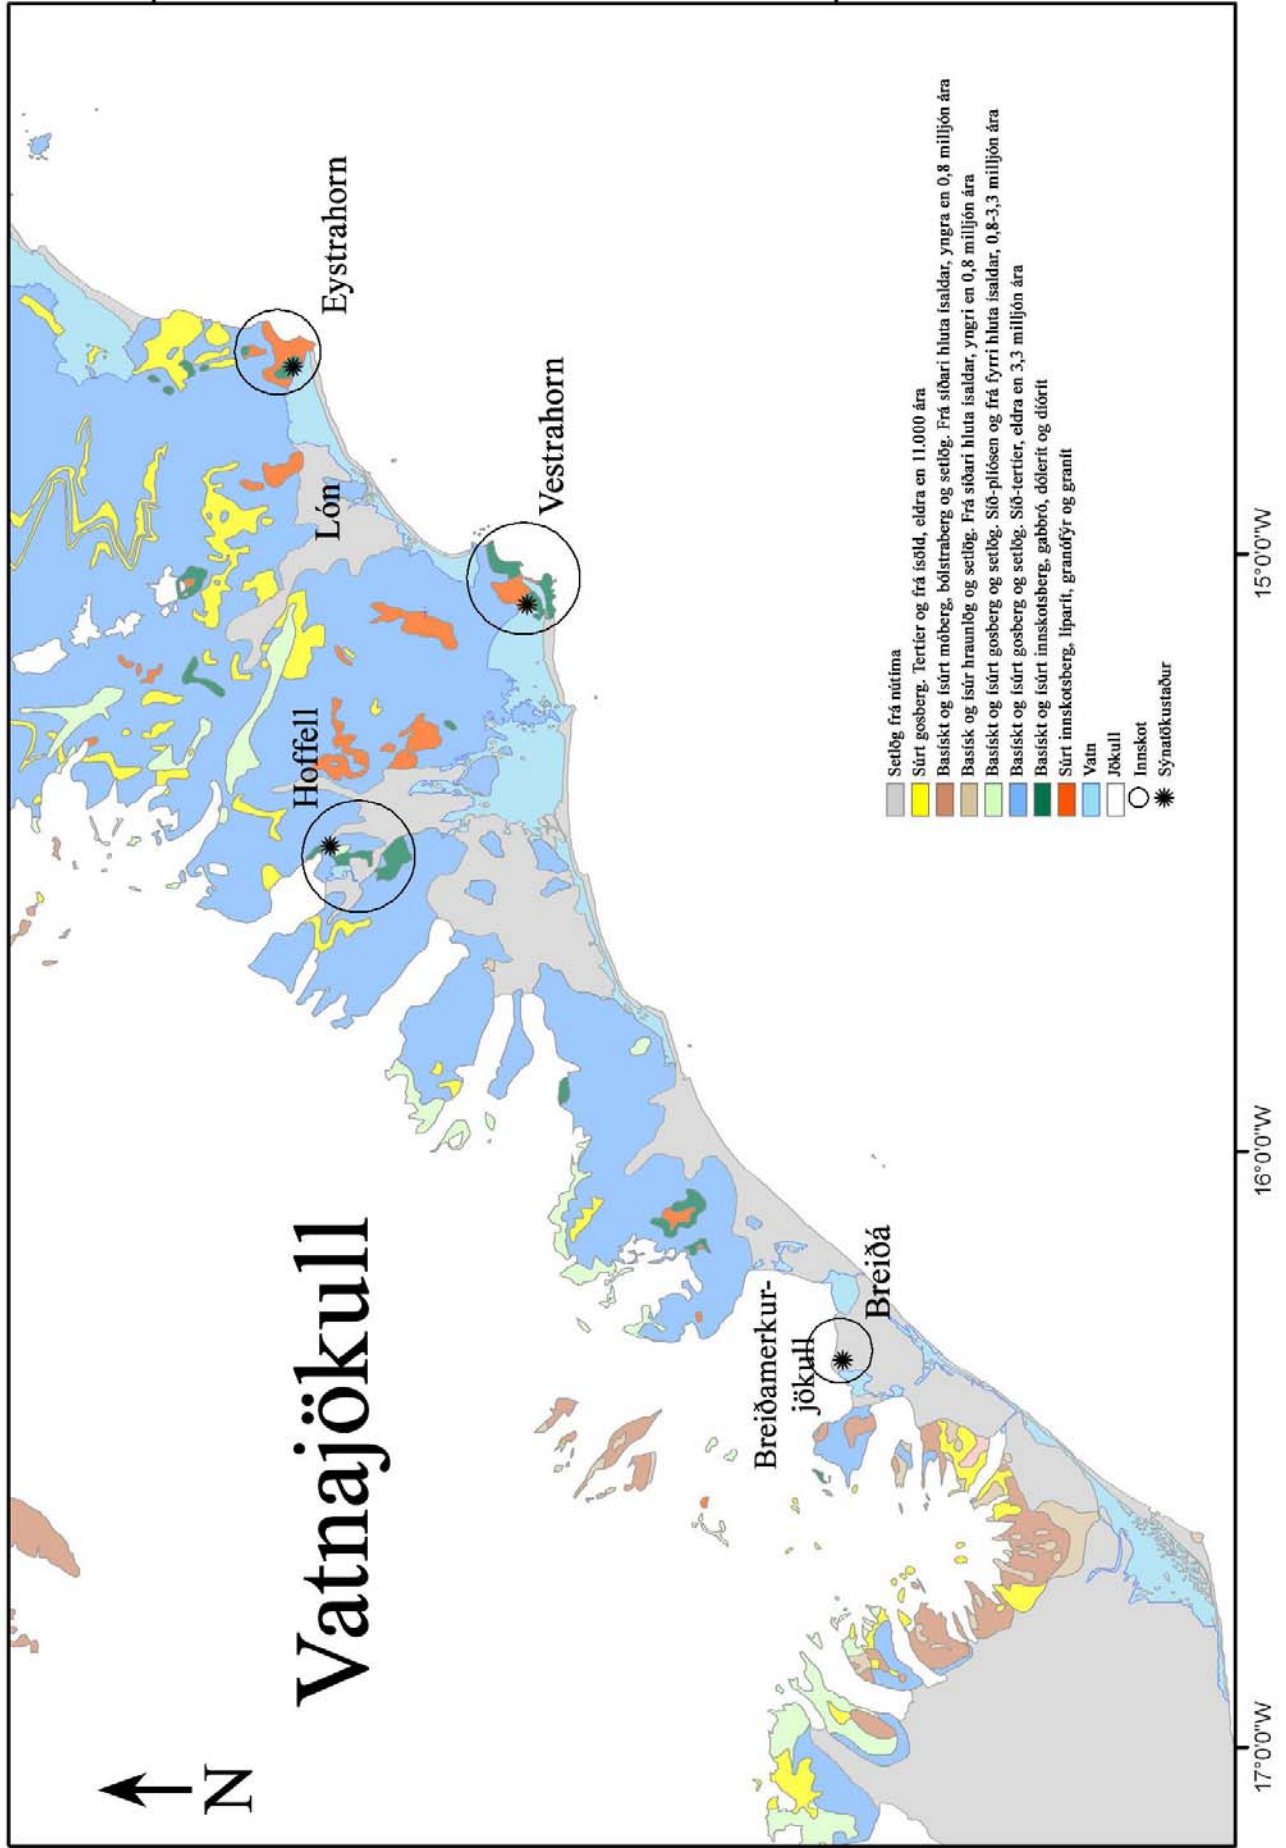 Vatnajökull
N
Eystrahorn
Lón
Vestrahorn
Hoffell
Breiðamerkur-
jökull
Breiðá
Setlög frá nútíma
Súrt gosberg. Tertíer og frá ísöld, eldra en 11.000 ára
Basískt og ísúrt móberg, bólstraberg og setlög. Frá síðari hluta ísaldar, yngra en 0,8 milljón ára
Basísk og ísúr hraunlög og setlög. Frá síðari hluta ísaldar, yngri en 0,8 milljón ára
Basískt og ísúrt gosberg og setlög. Síð-plíósen og frá fyrri hluta ísaldar, 0,8-3,3 milljón ára
Basískt og ísúrt gosberg og setlög. Síð-tertíer, eldra en 3,3 milljón ára
Basískt og ísúrt innskotsberg, gabbró, dólerít og díórít
Súrt innskotsberg, líparít, granófýr og granít
Vatn
Jökull
Innskot
Sýnatökustaður
17°0'0"W
16°0'0"W
15°0'0"W